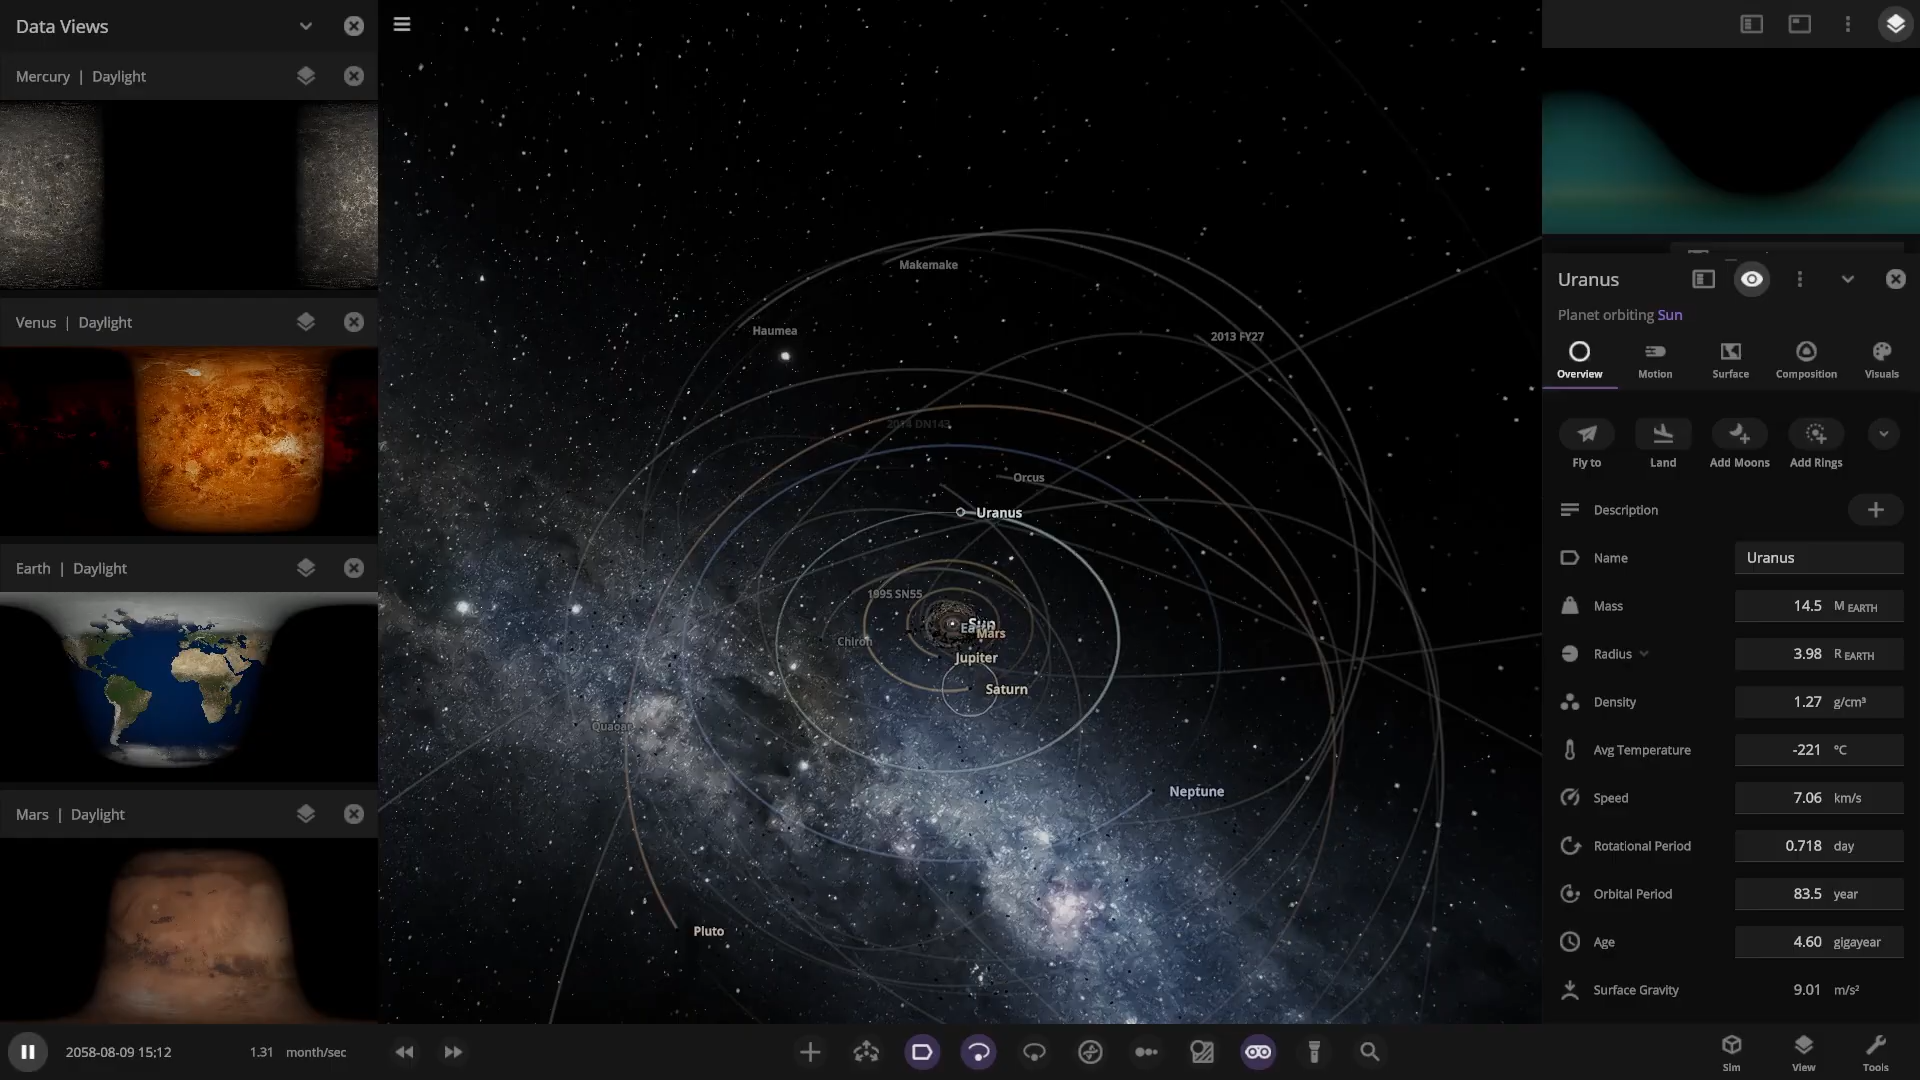 Data Views
Mercury | Daylight
Venus | Daylight
Earth | Daylight
Mars | Daylight
Makemake
Haumea
2013 FY27
2014 DN143
Orcus
Uranus
1995 SN55
Sun
Earth
Mars
Chiron
Jupiter
Saturn
Quaoar
Neptune
Pluto
Uranus
Planet orbiting Sun
Overview Motion Surface Composition Visuals
Fly to Land Add Moons Add Rings
Description
Name Uranus
Mass 14.5 M EARTH
Radius 3.98 R EARTH
Density 1.27 g/cm³
Avg Temperature -221 °C
Speed 7.06 km/s
Rotational Period 0.718 day
Orbital Period 83.5 year
Age 4.60 gigayear
Surface Gravity 9.01 m/s²
2058-08-09 15:12 1.31 month/sec
Sim View Tools